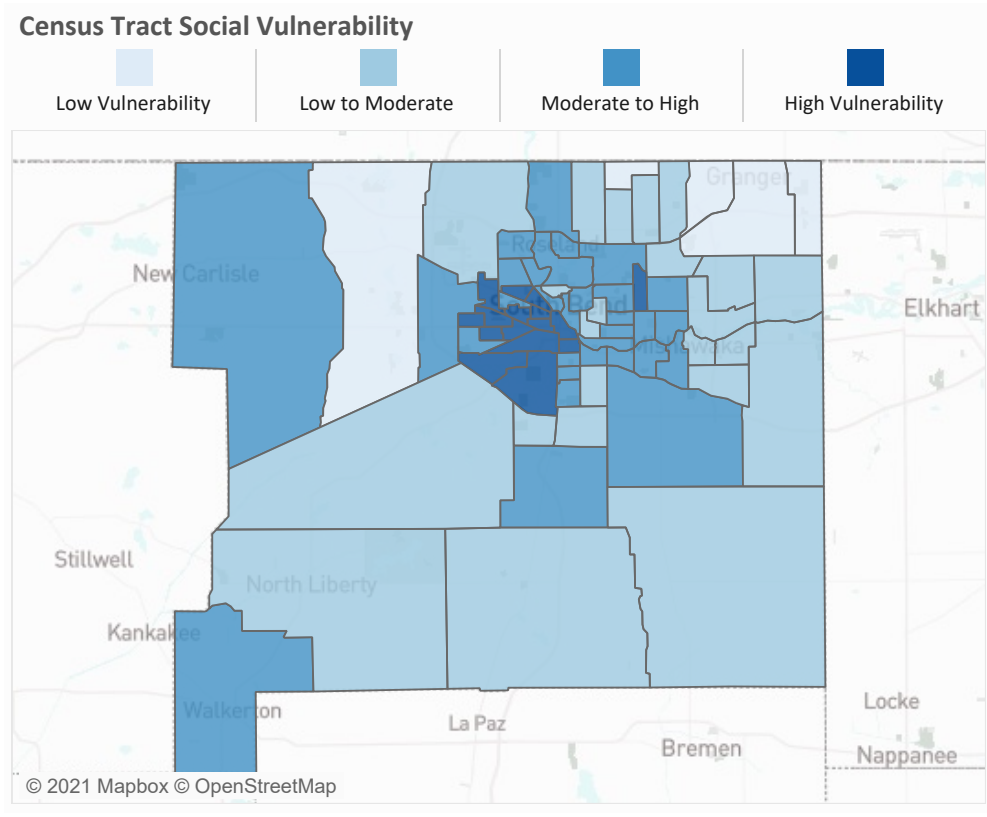 Census Tract Social Vulnerability
Low Vulnerability
Low to Moderate
Moderate to High
High Vulnerability
Granger
Roseland
New Carlisle
South Bend
Elkhart
Mishawaka
Stillwell
North Liberty
Kankakee
Walkerton
Locke
La Paz
Bremen
Nappanee
© 2021 Mapbox © OpenStreetMap